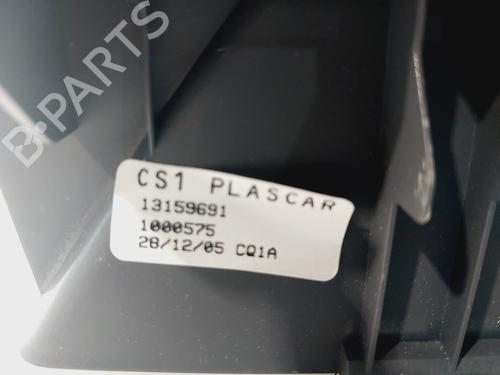 B-PARTS
CS1 PLASCAR
13159691
1000575
28/12/05 CQ1A